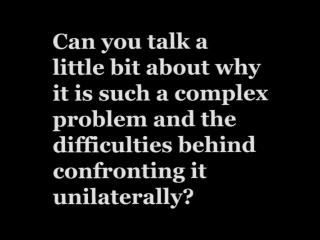 Can you talk a
little bit about why
it is such a complex
problem and the
difficulties behind
confronting it
unilaterally?